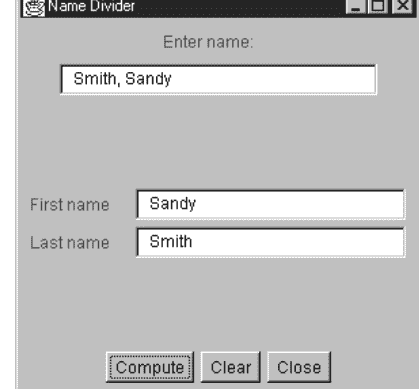 Name Divider
Enter name:
Smith, Sandy
First name Sandy
Last name Smith
Compute Clear Close